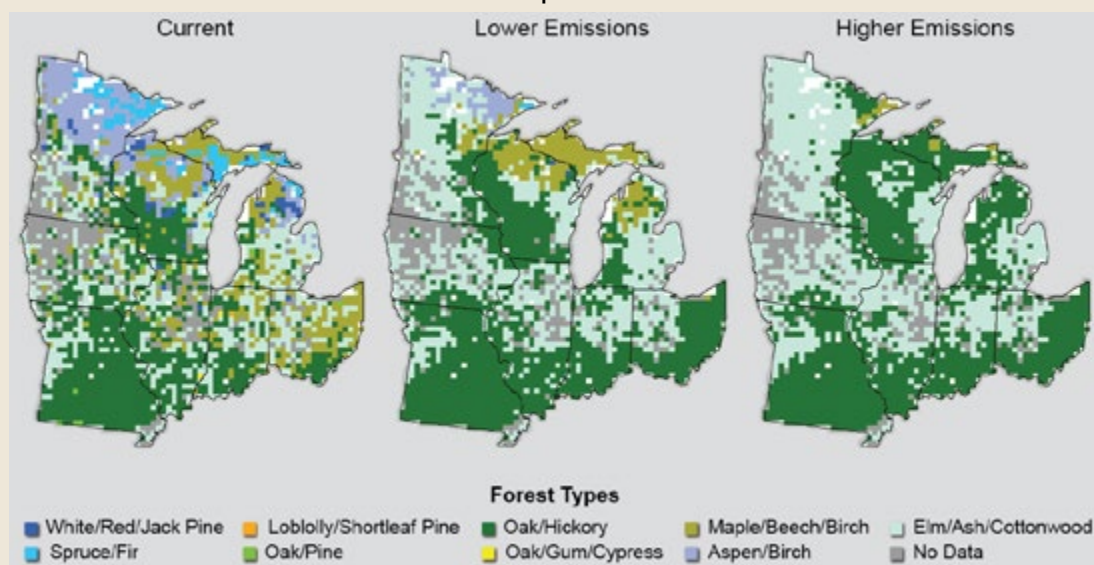 Current Lower Emissions Higher Emissions
Forest Types
White/Red/Jack Pine Loblolly/Shortleaf Pine Oak/Hickory Maple/Beech/Birch Elm/Ash/Cottonwood
Spruce/Fir Oak/Pine Oak/Gum/Cypress Aspen/Birch No Data